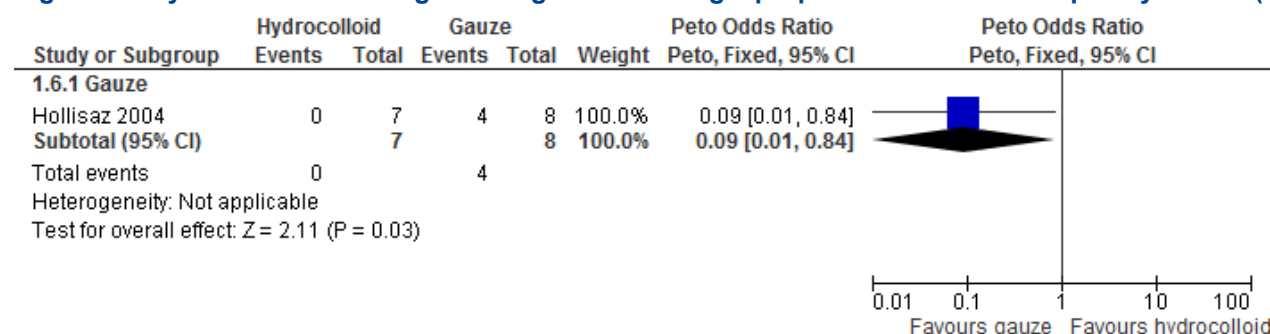 Hydrocolloid Gauze Peto Odds Ratio Peto Odds Ratio
Study or Subgroup Events Total Events Total Weight Peto, Fixed, 95% CI Peto, Fixed, 95% CI
1.6.1 Gauze
Hollisaz 2004 0 7 4 8 100.0% 0.09 [0.01, 0.84]
Subtotal (95% CI) 7 8 100.0% 0.09 [0.01, 0.84]
Total events 0 4
Heterogeneity: Not applicable
Test for overall effect: Z = 2.11 (P = 0.03)
0.01 0.1 1 10 100
Favours gauze Favours hydrocolloid